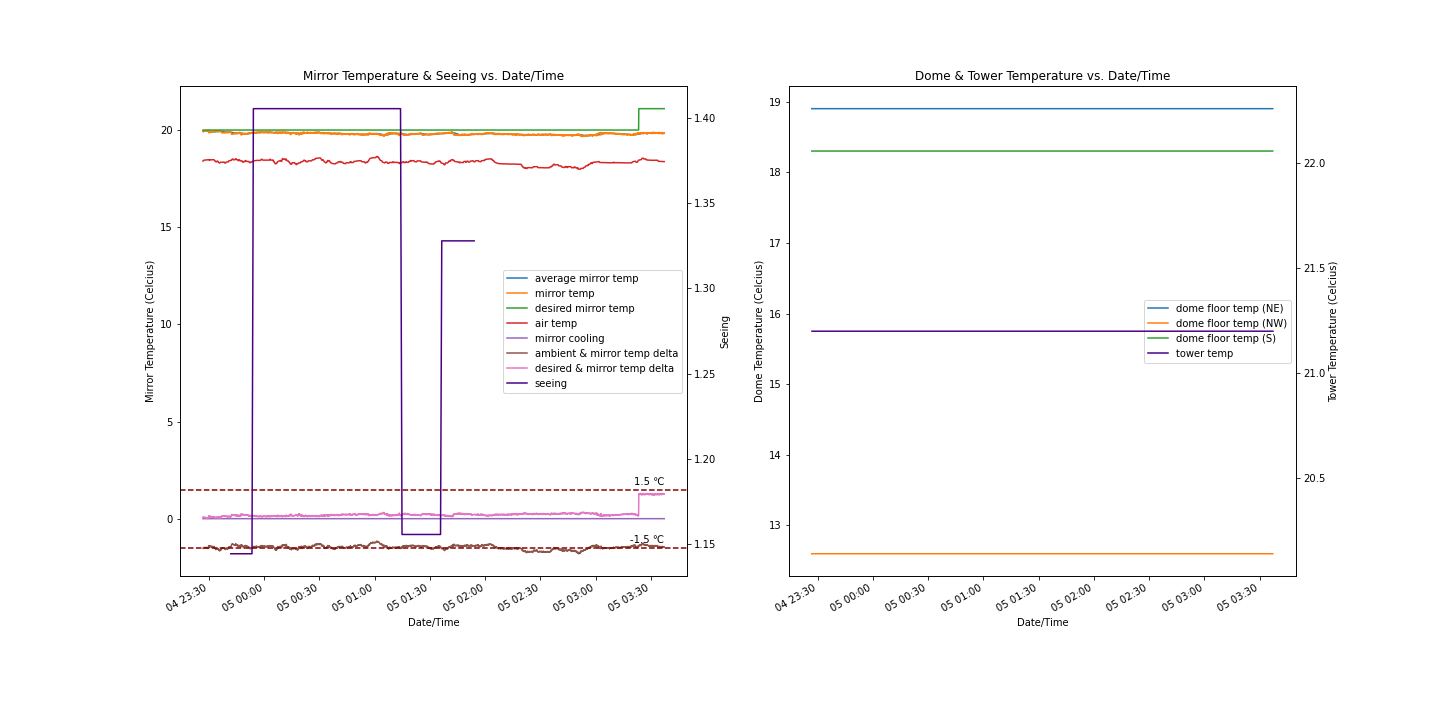 Mirror Temperature & Seeing vs. Date/Time
Mirror Temperature (Celcius)
20
15
10
5
0
1.40
1.35
1.30
1.25
1.20
1.15
Seeing
average mirror temp
mirror temp
desired mirror temp
air temp
mirror cooling
ambient & mirror temp delta
desired & mirror temp delta
seeing
1.5 ℃
-1.5 ℃
04 23:30
05 00:00
05 00:30
05 01:00
05 01:30
05 02:00
05 02:30
05 03:00
05 03:30
Date/Time
Dome & Tower Temperature vs. Date/Time
Dome Temperature (Celcius)
19
18
17
16
15
14
13
22.0
21.5
21.0
20.5
Tower Temperature (Celcius)
dome floor temp (NE)
dome floor temp (NW)
dome floor temp (S)
tower temp
04 23:30
05 00:00
05 00:30
05 01:00
05 01:30
05 02:00
05 02:30
05 03:00
05 03:30
Date/Time